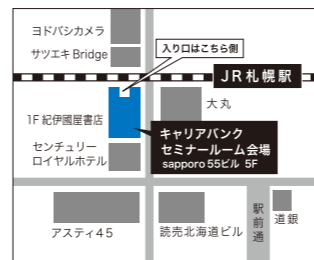 ヨドバシカメラ
サツエキ Bridge
入り口はこちら側
JR札幌駅
1F 紀伊國屋書店
大丸
キャリアバンク
セミナールーム会場
sapporo 55ビル 5F
センチュリー
ロイヤルホテル
アスティ45
読売北海道ビル
駅前通
道銀